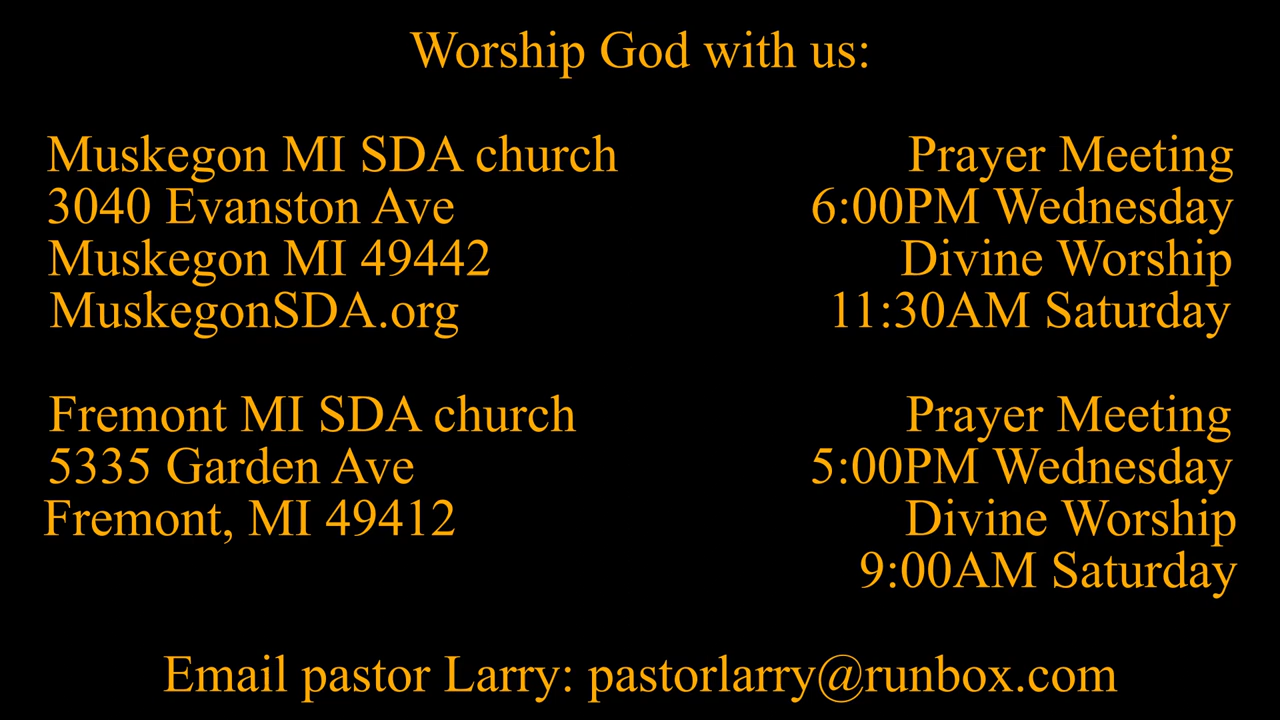 Worship God with us:
Muskegon MI SDA church
3040 Evanston Ave
Muskegon MI 49442
MuskegonSDA.org
Prayer Meeting
6:00PM Wednesday
Divine Worship
11:30AM Saturday
Fremont MI SDA church
5335 Garden Ave
Fremont, MI 49412
Prayer Meeting
5:00PM Wednesday
Divine Worship
9:00AM Saturday
Email pastor Larry: pastorlarry@runbox.com